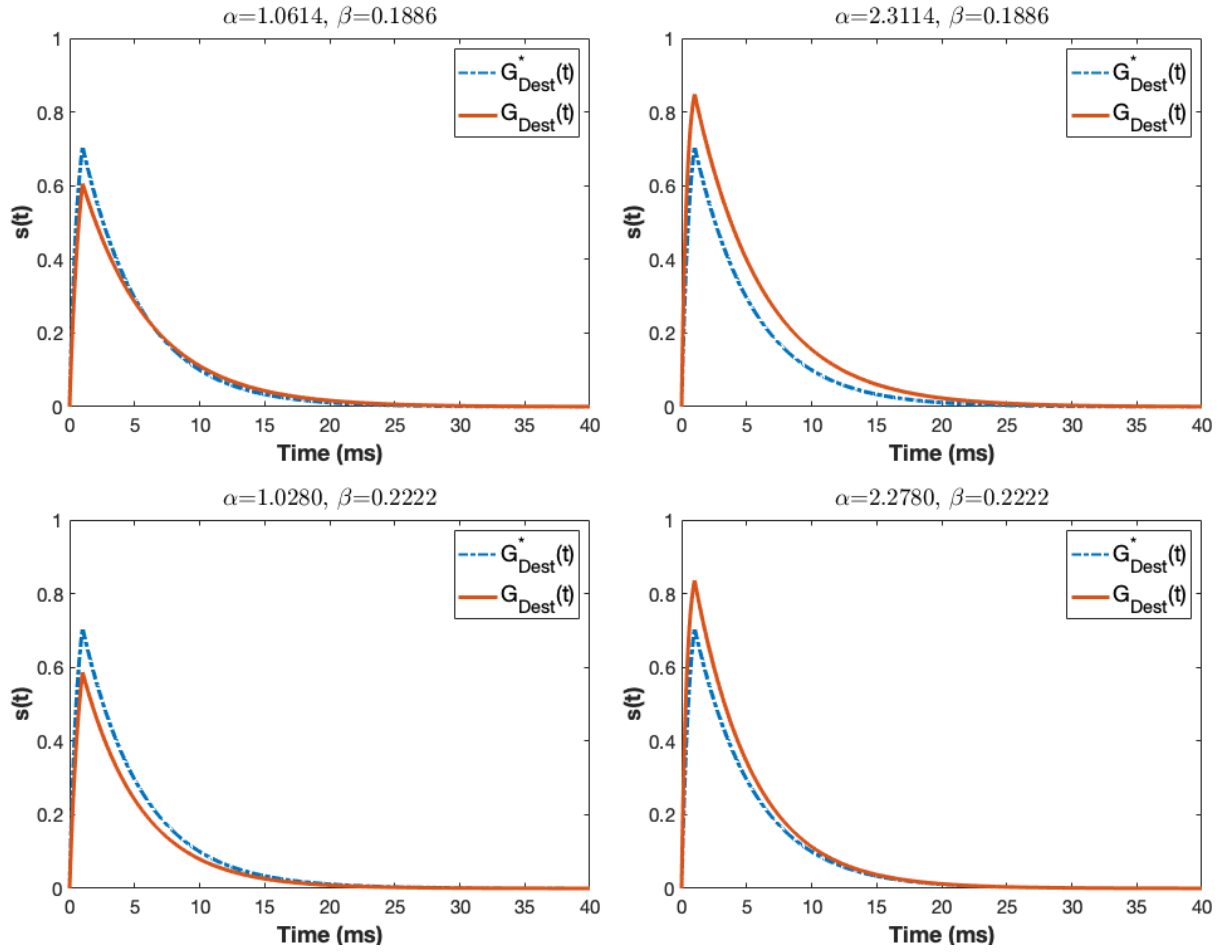 α=1.0614, β=0.1886
1
0.8
0.6
0.4
0.2
0
s(t)
G*Dest(t)
GDest(t)
0 5 10 15 20 25 30 35 40
Time (ms)
α=2.3114, β=0.1886
1
0.8
0.6
0.4
0.2
0
s(t)
G*Dest(t)
GDest(t)
0 5 10 15 20 25 30 35 40
Time (ms)
α=1.0280, β=0.2222
1
0.8
0.6
0.4
0.2
0
s(t)
G*Dest(t)
GDest(t)
0 5 10 15 20 25 30 35 40
Time (ms)
α=2.2780, β=0.2222
1
0.8
0.6
0.4
0.2
0
s(t)
G*Dest(t)
GDest(t)
0 5 10 15 20 25 30 35 40
Time (ms)